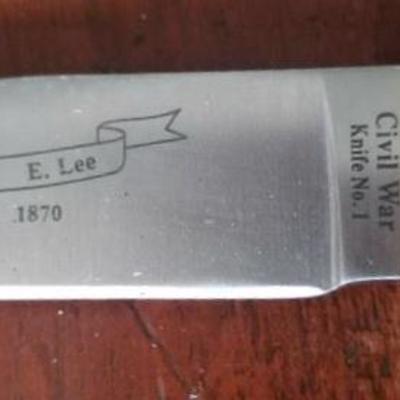 E. Lee
.1870
Civil War
Knife No. 1